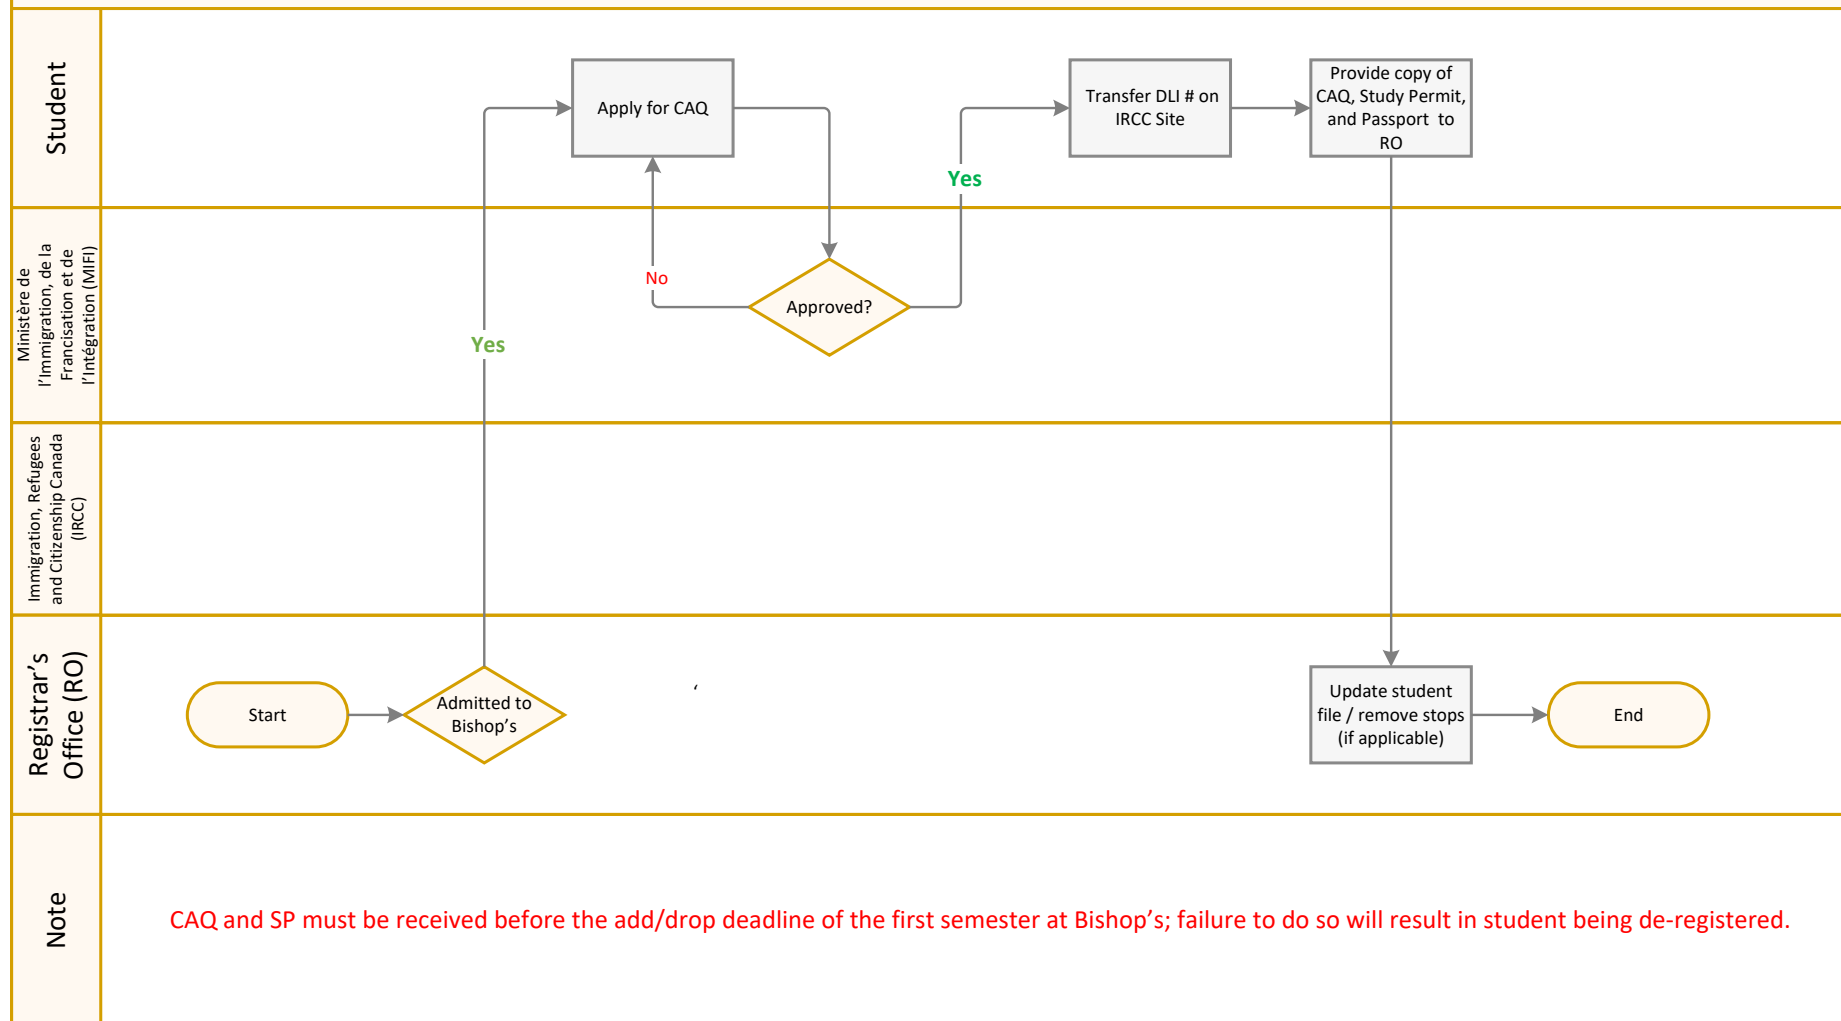 Student
Apply for CAQ
Transfer DLI # on
IRCC Site
Provide copy of
CAQ, Study Permit,
and Passport to
RO
Yes
Ministère de
l’Immigration, de la
Francisation et de
l’Intégration (MIFI)
No
Approved?
Yes
Immigration, Refugees
and Citizenship Canada
(IRCC)
Registrar’s
Office (RO)
Start
Admitted to
Bishop’s
‘
Update student
file / remove stops
(if applicable)
End
Note
CAQ and SP must be received before the add/drop deadline of the first semester at Bishop’s; failure to do so will result in student being de-registered.